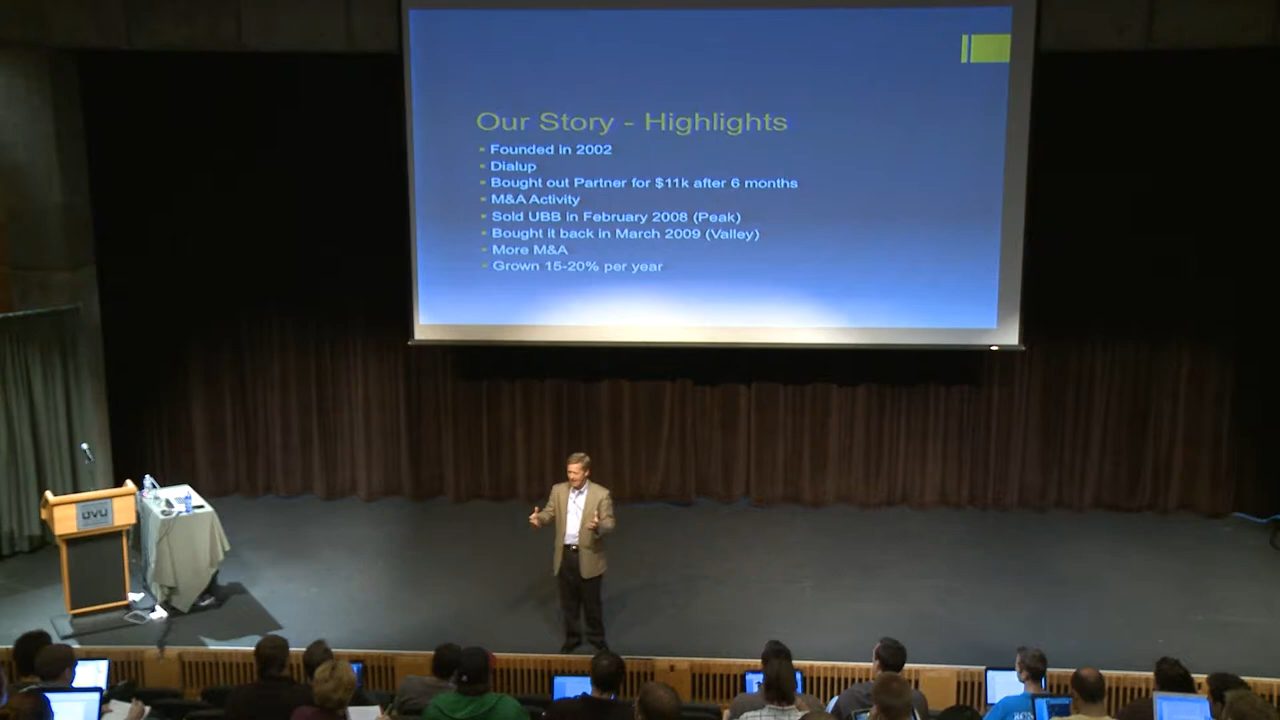 Our Story - Highlights
Founded in 2002
Dialup
Bought out Partner for $11k after 6 months
M&A Activity
Sold UBB in February 2008 (Peak)
Bought it back in March 2009 (Valley)
More M&A
Grown 15-20% per year
UVU